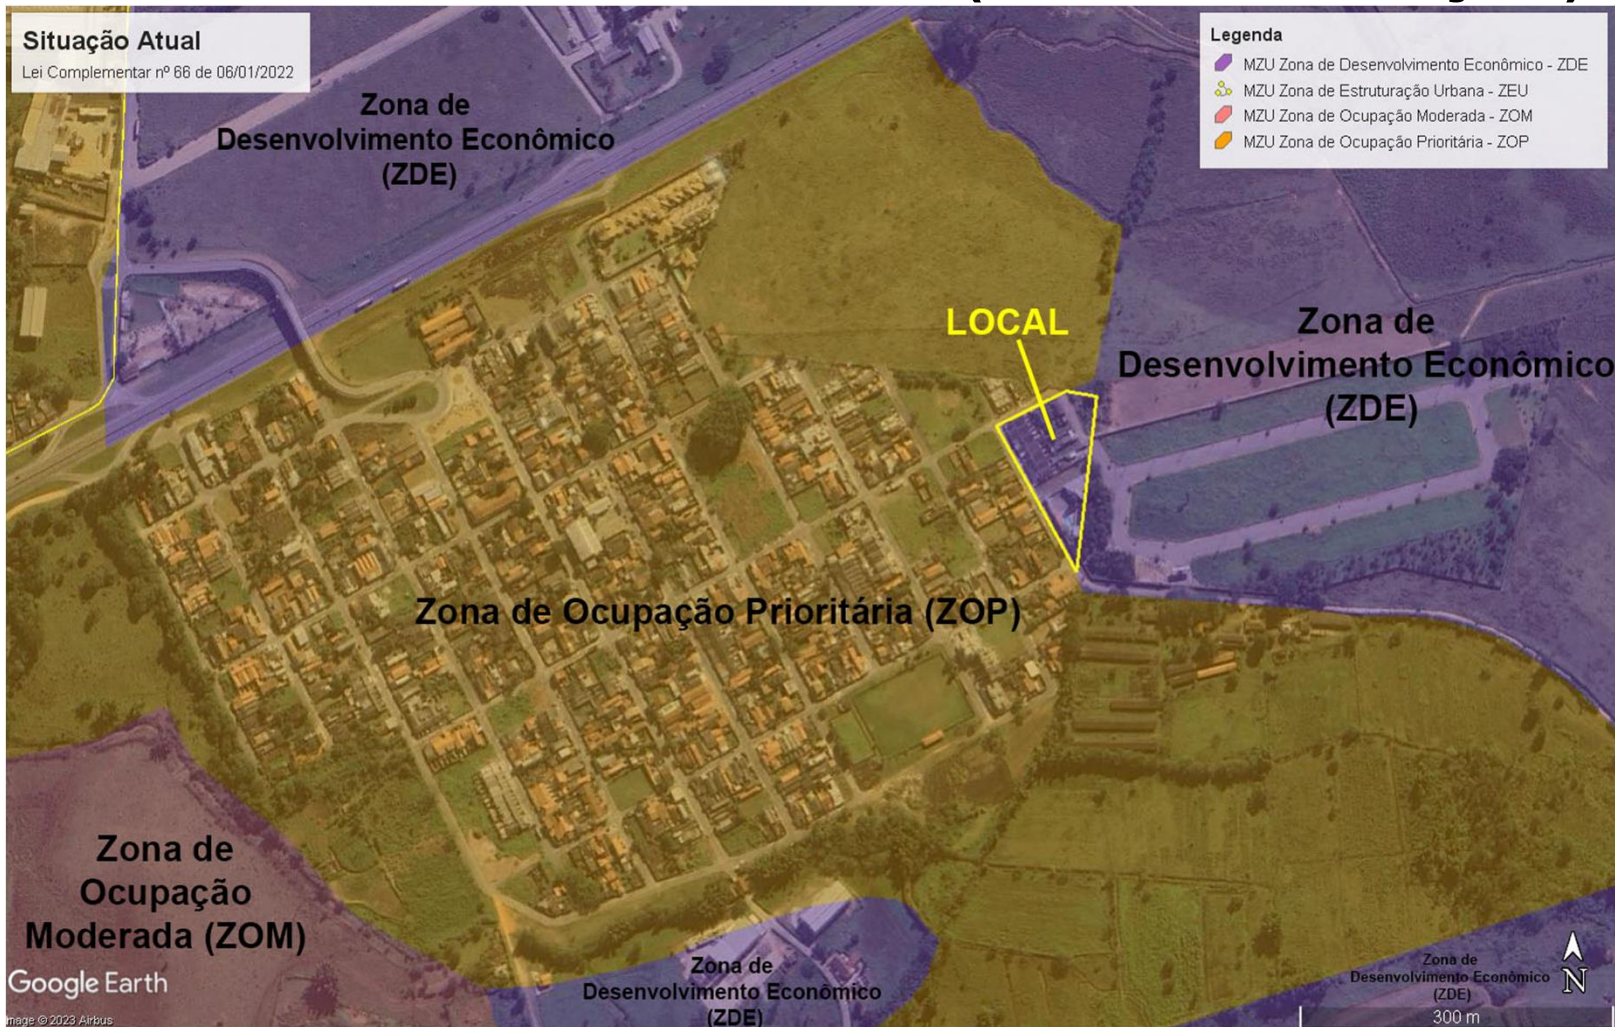 Situação Atual
Lei Complementar nº 66 de 06/01/2022
Legenda
MZU Zona de Desenvolvimento Econômico - ZDE
MZU Zona de Estruturação Urbana - ZEU
MZU Zona de Ocupação Moderada - ZOM
MZU Zona de Ocupação Prioritária - ZOP
Zona de
Desenvolvimento Econômico
(ZDE)
LOCAL
Zona de
Desenvolvimento Econômico
(ZDE)
Zona de Ocupação Prioritária (ZOP)
Zona de
Ocupação
Moderada (ZOM)
Zona de
Desenvolvimento Econômico
(ZDE)
Zona de
Desenvolvimento Econômico
(ZDE)
N
300 m
Google Earth
mage © 2023 Airbus